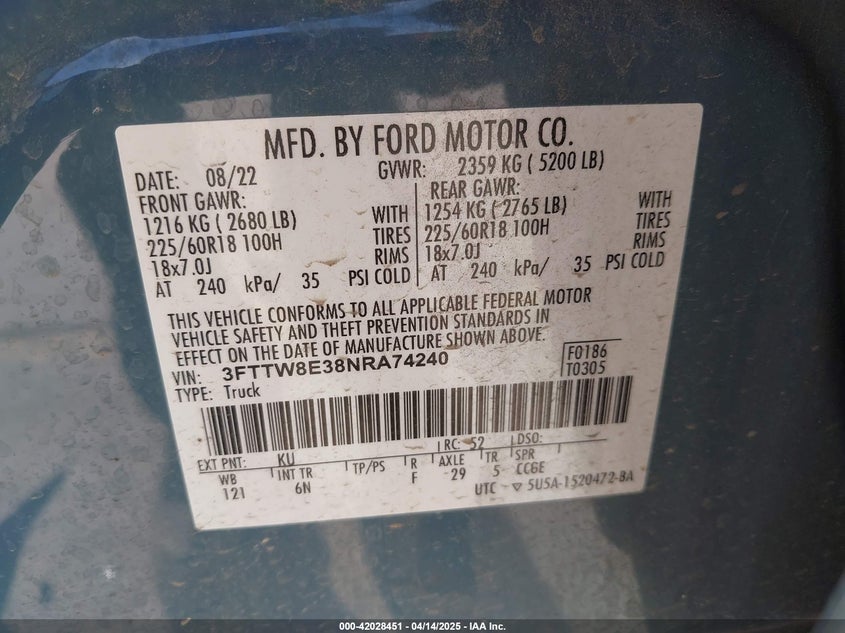 MFD. BY FORD MOTOR CO.
DATE: 08/22 GVWR: 2359 KG ( 5200 LB)
FRONT GAWR: REAR GAWR:
1216 KG ( 2680 LB) WITH 1254 KG ( 2765 LB) WITH
225/60R18 100H TIRES 225/60R18 100H TIRES
18x7.0J RIMS 18x7.0J RIMS
AT 240 kPa/ 35 PSI COLD AT 240 kPa/ 35 PSI COLD
THIS VEHICLE CONFORMS TO ALL APPLICABLE FEDERAL MOTOR
VEHICLE SAFETY AND THEFT PREVENTION STANDARDS IN
EFFECT ON THE DATE OF MANUFACTURE SHOWN ABOVE.
VIN: 3FTTW8E38NRA74240 F0186
TYPE: Truck T0305
EXT PNT: KU RC: 52 DSO:
WB INT TR TP/PS R AXLE TR SPR
121 6N F 29 5 CC6E
UTC 5U5A-1520472-BA
000-42028451 04/14/2025 - IAA Inc.